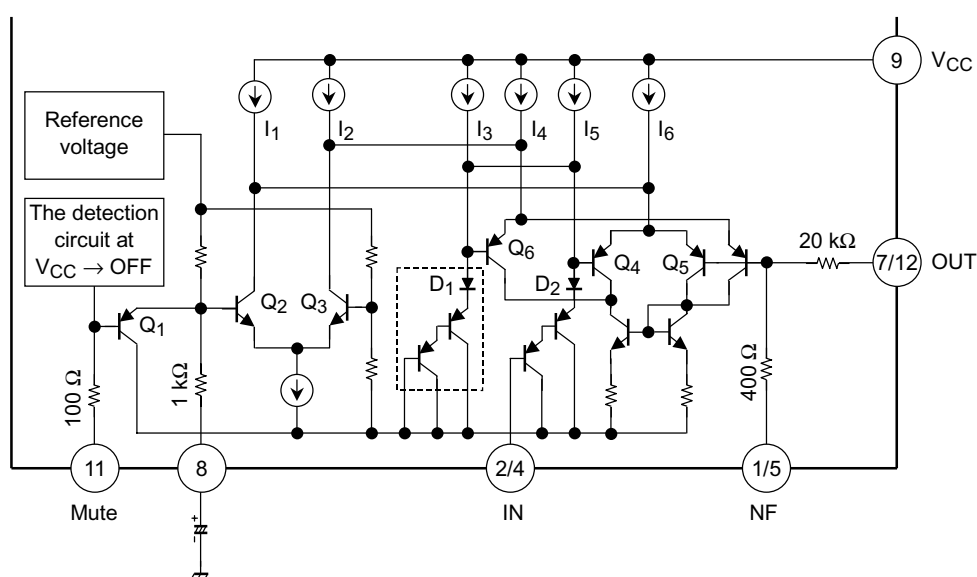 9
VCC
I1
I2
I3
I4
I5
I6
Reference
voltage
The detection
circuit at
VCC → OFF
Q1
Q2
Q3
D1
Q6
D2
Q4
Q5
20 kΩ
7/12
OUT
100 Ω
1 kΩ
400 Ω
11
8
2/4
1/5
Mute
IN
NF
+
-